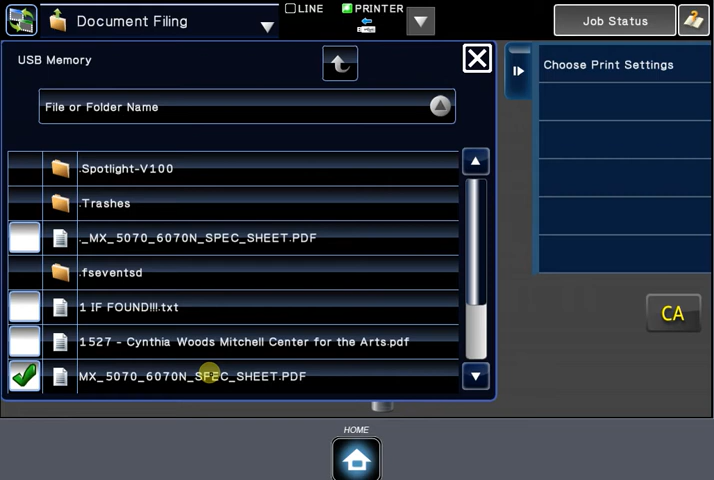 Document Filing
LINE
PRINTER
Job Status
USB Memory
Choose Print Settings
File or Folder Name
.Spotlight-V100
.Trashes
._MX_5070_6070N_SPEC_SHEET.PDF
.fseventsd
1 IF FOUND!!!.txt
CA
1527 - Cynthia Woods Mitchell Center for the Arts.pdf
MX_5070_6070N_SPEC_SHEET.PDF
HOME